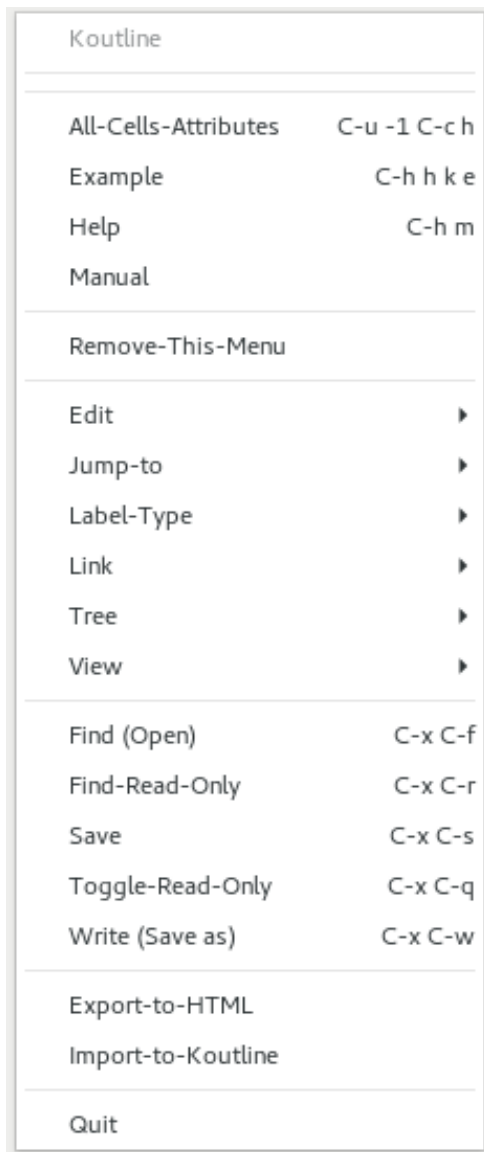 Koutline
All-Cells-Attributes C-u -1 C-c h
Example C-h h k e
Help C-h m
Manual
Remove-This-Menu
Edit
Jump-to
Label-Type
Link
Tree
View
Find (Open) C-x C-f
Find-Read-Only C-x C-r
Save C-x C-s
Toggle-Read-Only C-x C-q
Write (Save as) C-x C-w
Export-to-HTML
Import-to-Koutline
Quit